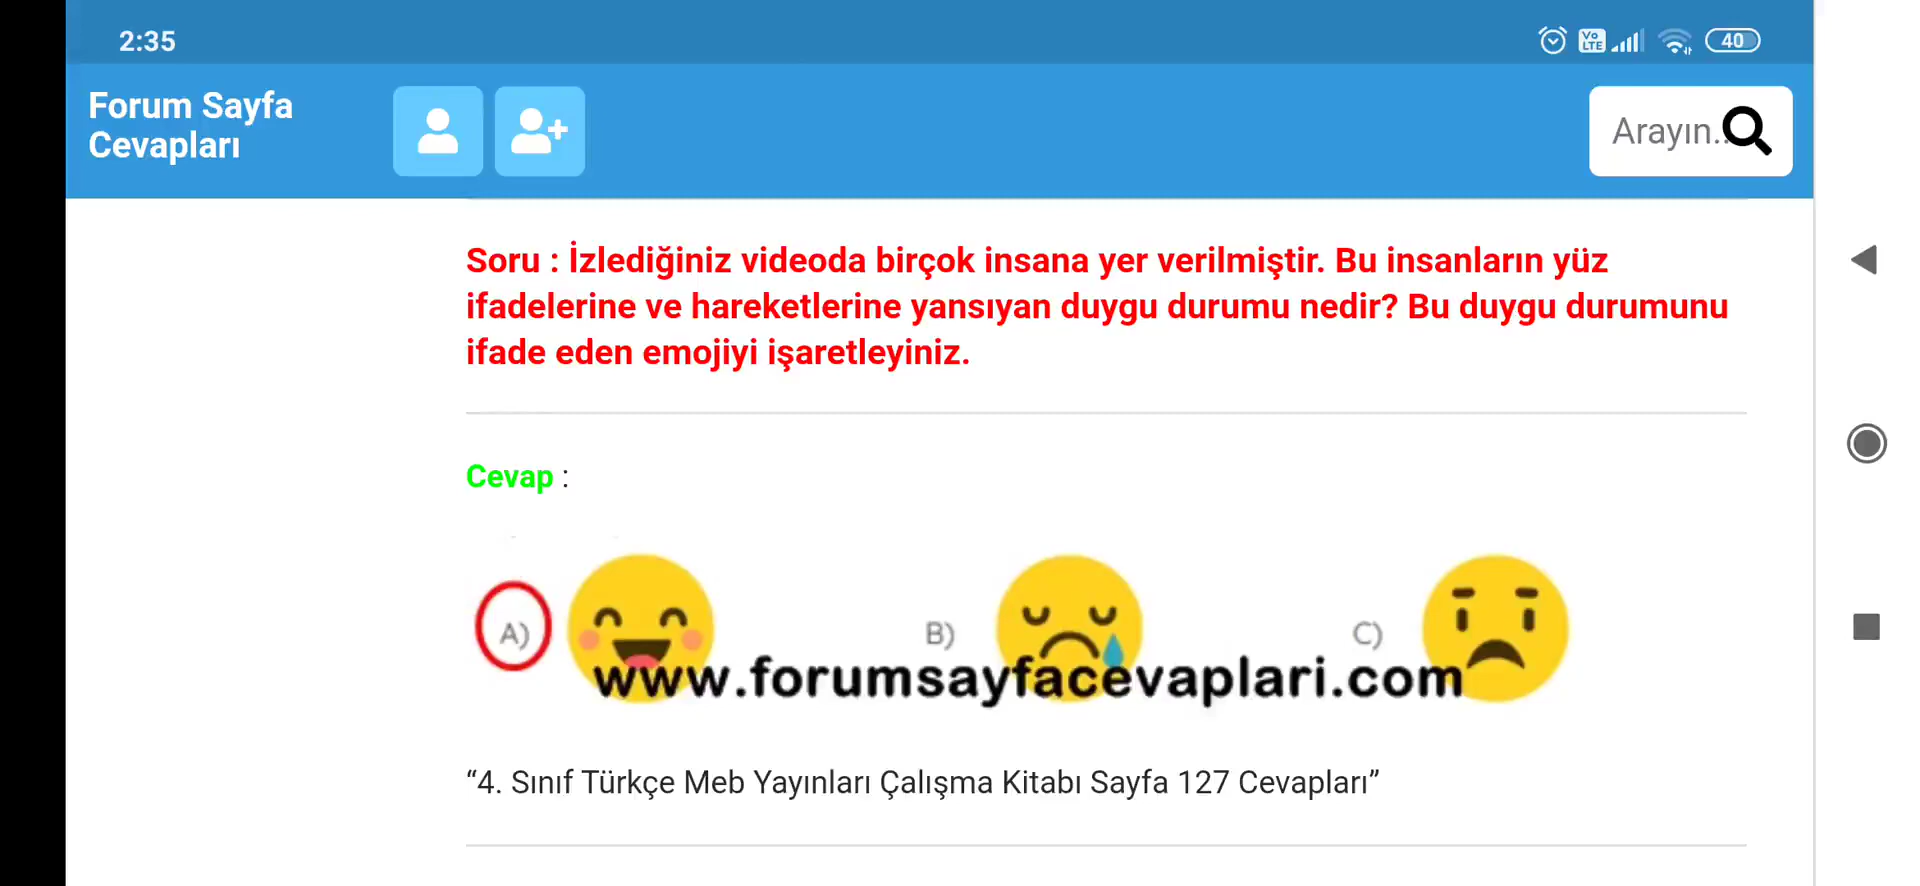 2:35
Vo LTE
40
Forum Sayfa
Cevapları
Arayın..
Soru : İzlediğiniz videoda birçok insana yer verilmiştir. Bu insanların yüz
ifadelerine ve hareketlerine yansıyan duygu durumu nedir? Bu duygu durumunu
ifade eden emojiyi işaretleyiniz.
Cevap :
A)
B)
C)
www.forumsayfacevaplari.com
“4. Sınıf Türkçe Meb Yayınları Çalışma Kitabı Sayfa 127 Cevapları”